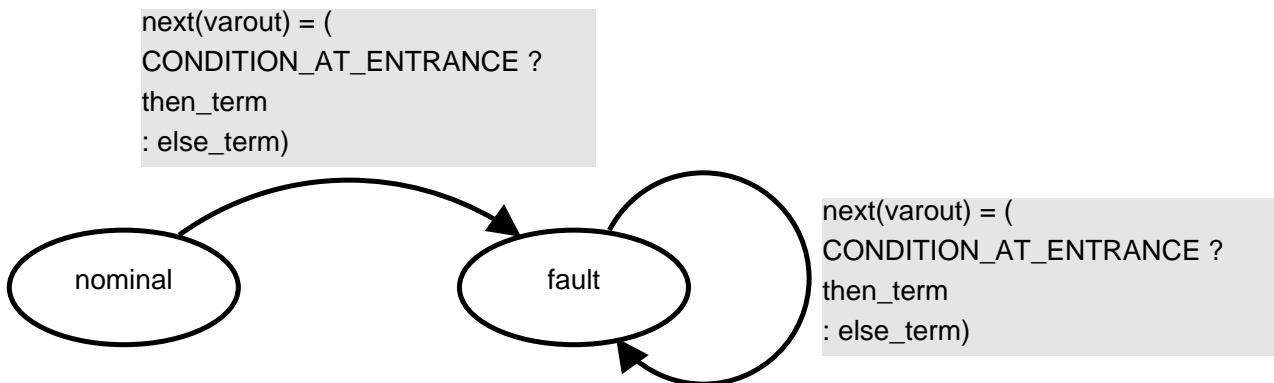 next(varout) = (
CONDITION_AT_ENTRANCE ?
then_term
: else_term)
nominal
fault
next(varout) = (
CONDITION_AT_ENTRANCE ?
then_term
: else_term)